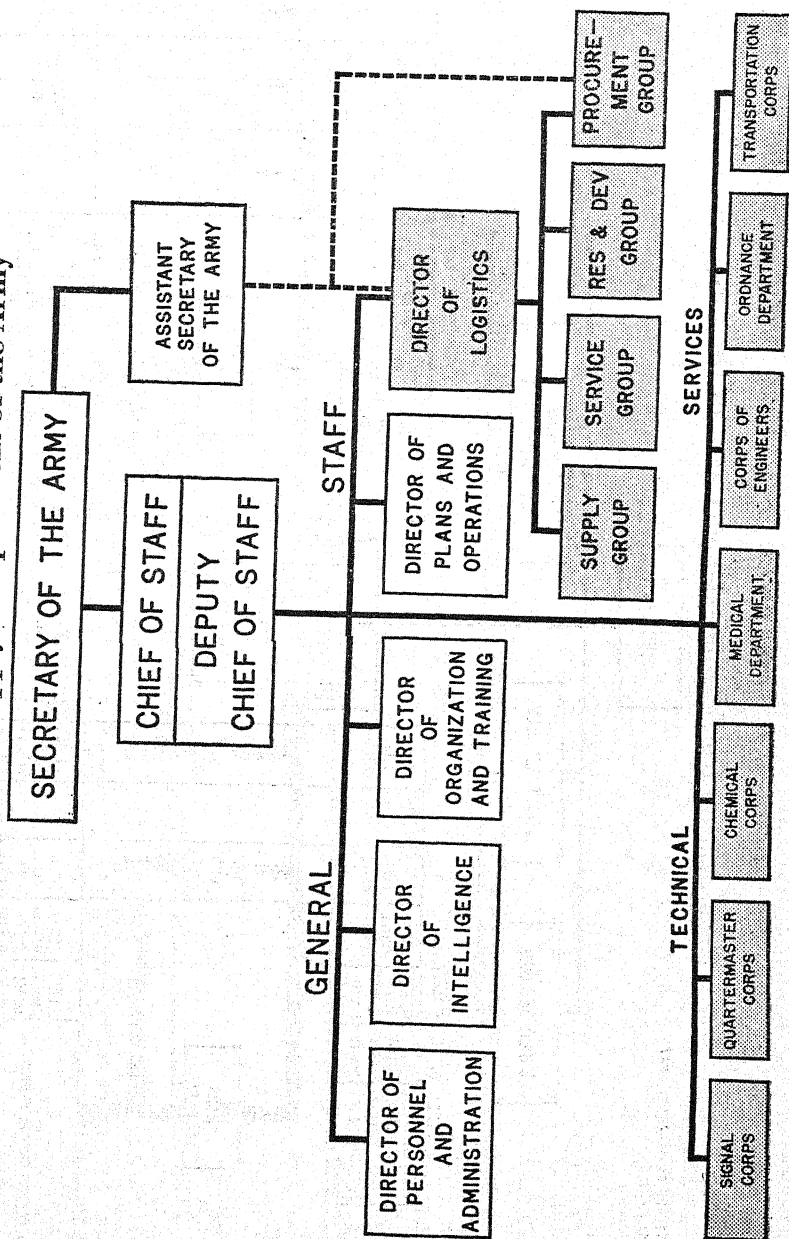 of the Army
SECRETARY OF THE ARMY
CHIEF OF STAFF
DEPUTY
CHIEF OF STAFF
ASSISTANT
SECRETARY
OF THE ARMY
GENERAL
STAFF
DIRECTOR OF
PERSONNEL
AND
ADMINISTRATION
DIRECTOR
OF
INTELLIGENCE
DIRECTOR
OF
ORGANIZATION
AND TRAINING
DIRECTOR OF
PLANS AND
OPERATIONS
DIRECTOR
OF
LOGISTICS
SUPPLY
GROUP
SERVICE
GROUP
RES & DEV
GROUP
PROCURE—
MENT
GROUP
TECHNICAL
SERVICES
SIGNAL
CORPS
QUARTERMASTER
CORPS
CHEMICAL
CORPS
MEDICAL
DEPARTMENT
CORPS OF
ENGINEERS
ORDNANCE
DEPARTMENT
TRANSPORTATION
CORPS